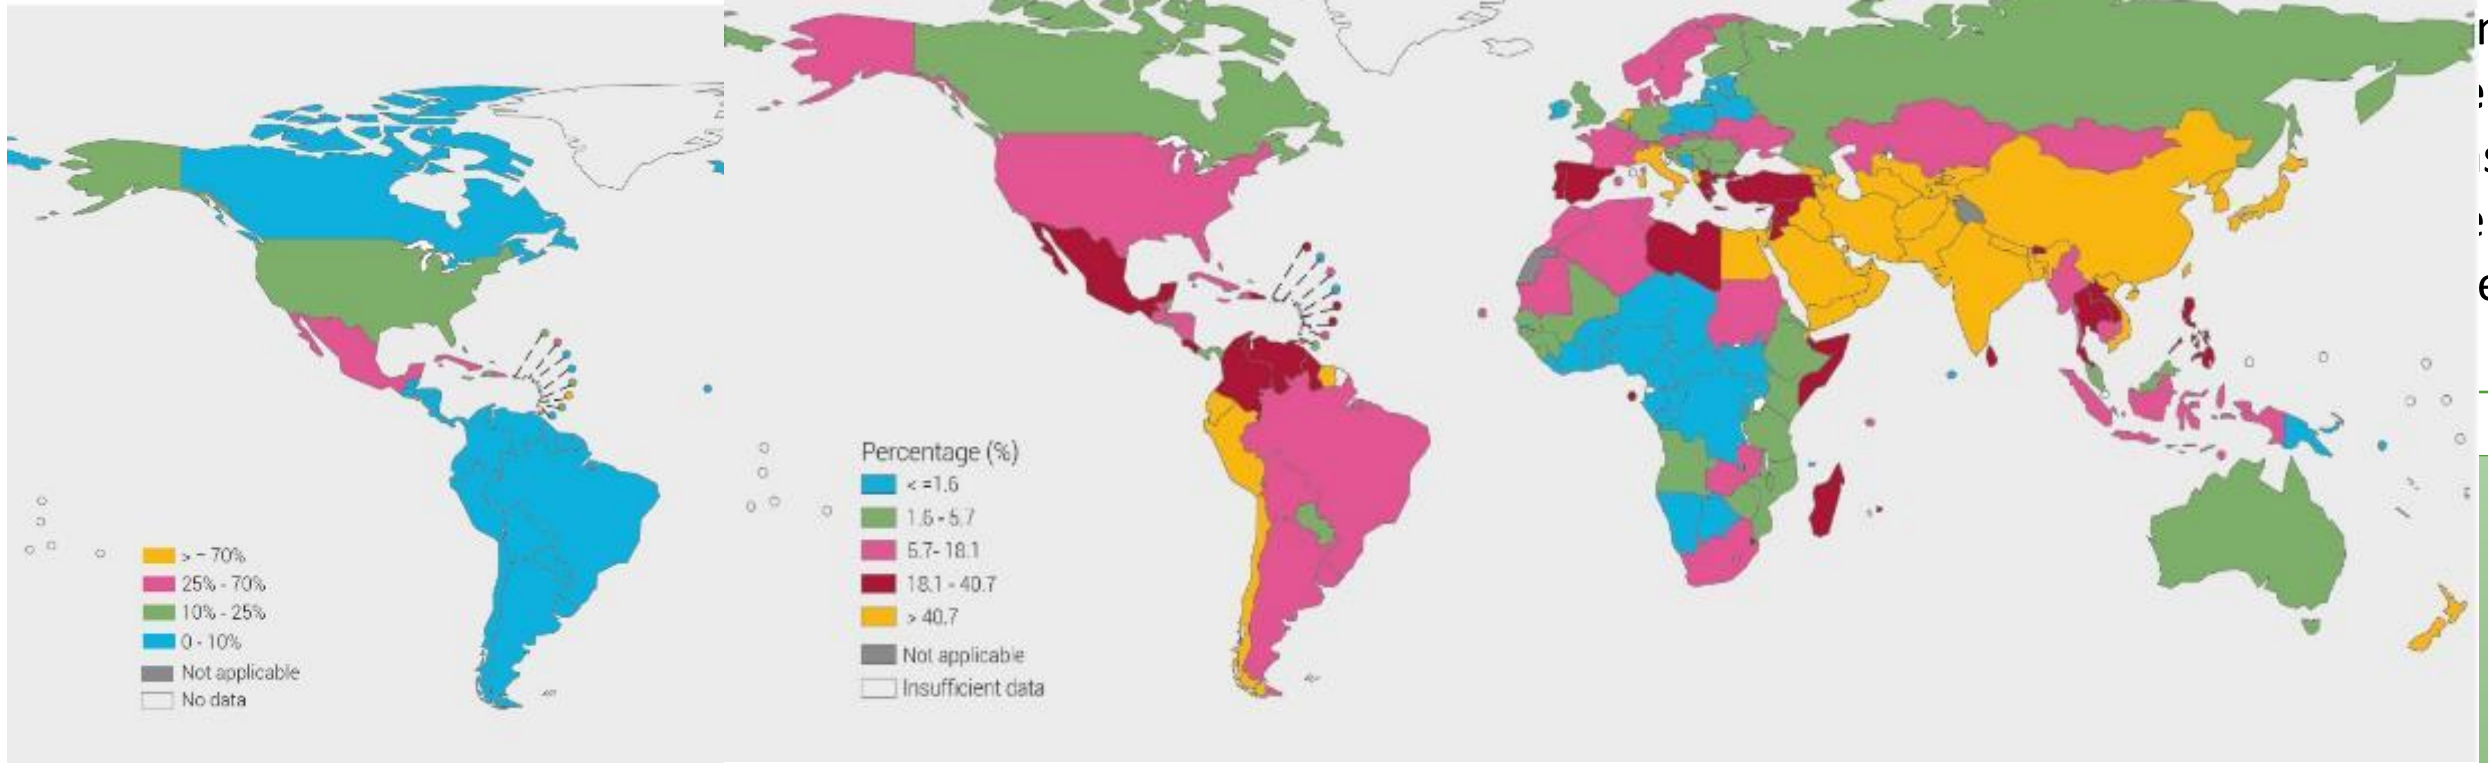 > = 70%
25% - 70%
10% - 25%
0 - 10%
Not applicable
No data
Percentage (%)
< =1.6
1.6 - 5.7
5.7- 18.1
18.1 - 40.7
> 40.7
Not applicable
Insufficient data